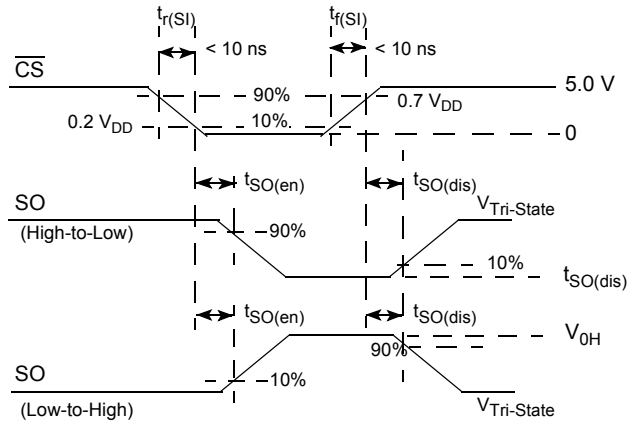 tr(SI) tf(SI)
< 10 ns < 10 ns
CS 5.0 V
90% 0.7 VDD
0.2 VDD 10% 0
tSO(en) tSO(dis)
SO VTri-State
(High-to-Low) 90%
10%
tSO(dis)
tSO(en) tSO(dis)
V0H
90%
SO 10%
(Low-to-High) VTri-State